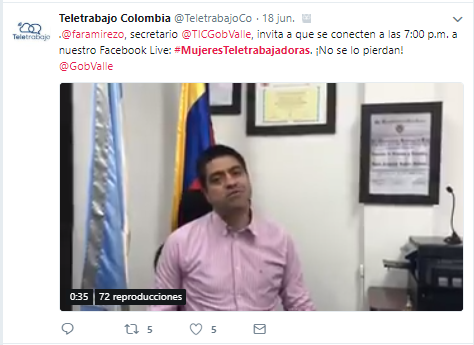 Teletrabajo Colombia @TeletrabajoCo · 18 jun.
Teletrabajo
.@faramirezo, secretario @TICGobValle, invita a que se conecten a las 7:00 p.m. a
nuestro Facebook Live: #MujeresTeletrabajadoras. ¡No se lo pierdan!
@GobValle
0:35 72 reproducciones
5 5